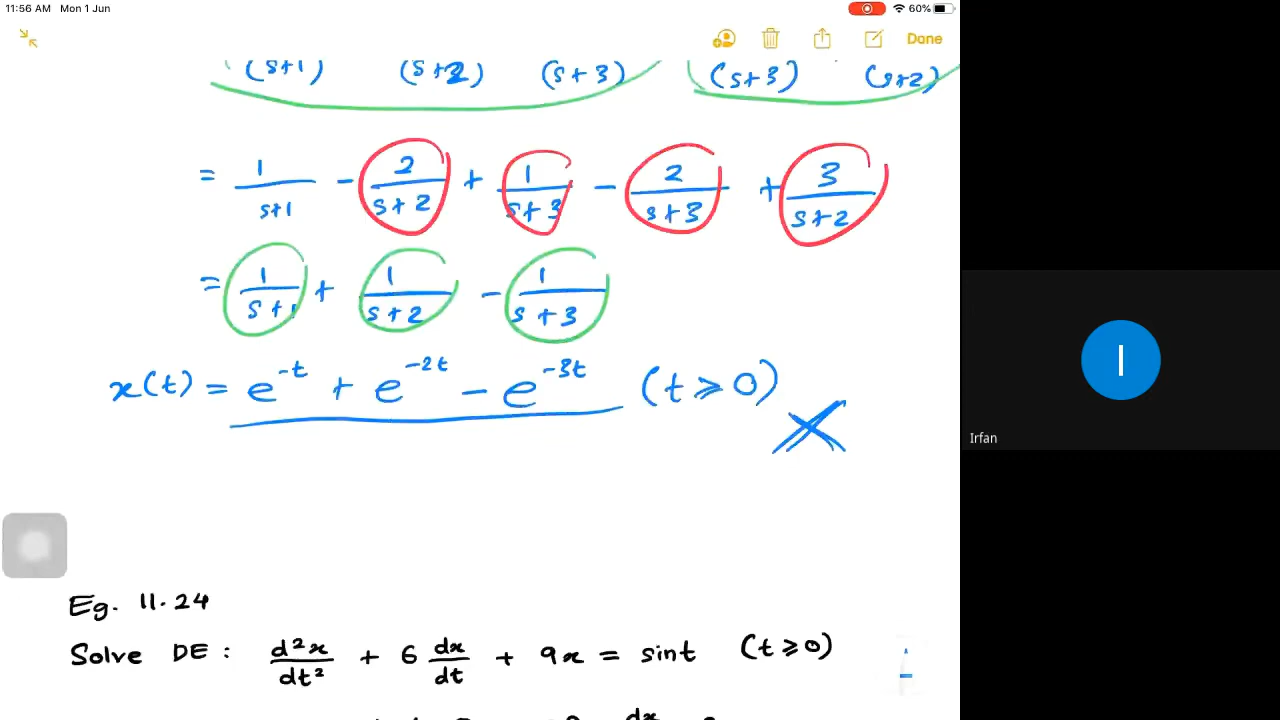 11:56 AM Mon 1 Jun 60%
Done
(s+1) (s+2) (s+3) (s+3) (s+2)
= 1/(s+1) - 2/(s+2) + 1/(s+3) - 2/(s+3) + 3/(s+2)
= 1/(s+1) + 1/(s+2) - 1/(s+3)
x(t) = e^{-t} + e^{-2t} - e^{-3t} (t ⩾ 0)
I
Irfan
Eg. 11.24
Solve DE : d²x/dt² + 6 dx/dt + 9x = sint (t ⩾ 0)